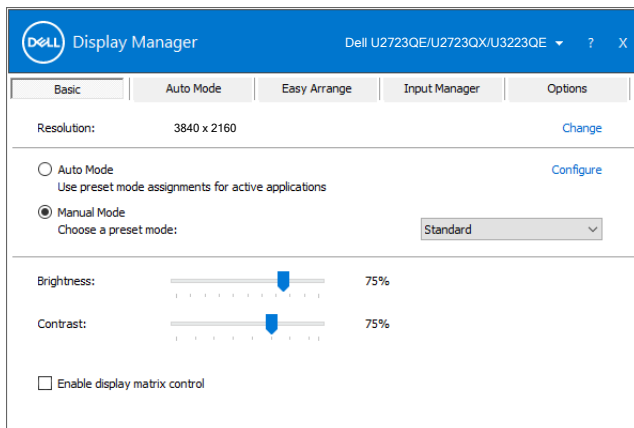 DELL Display Manager Dell U2723QE/U2723QX/U3223QE ? X
Basic Auto Mode Easy Arrange Input Manager Options
Resolution: 3840 x 2160 Change
Auto Mode Configure
Use preset mode assignments for active applications
Manual Mode
Choose a preset mode: Standard
Brightness: 75%
Contrast: 75%
Enable display matrix control